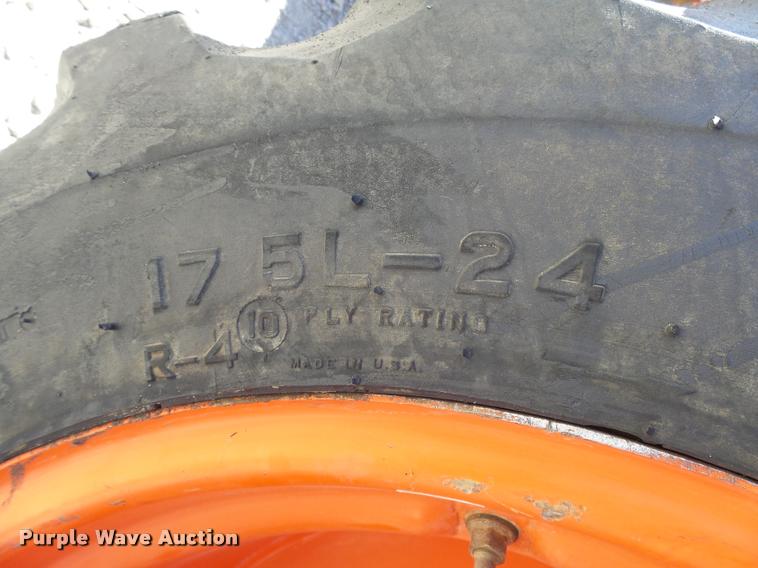 17 5L-24
R-4 10 PLY RATING
MADE IN U.S.A.
Purple Wave Auction®